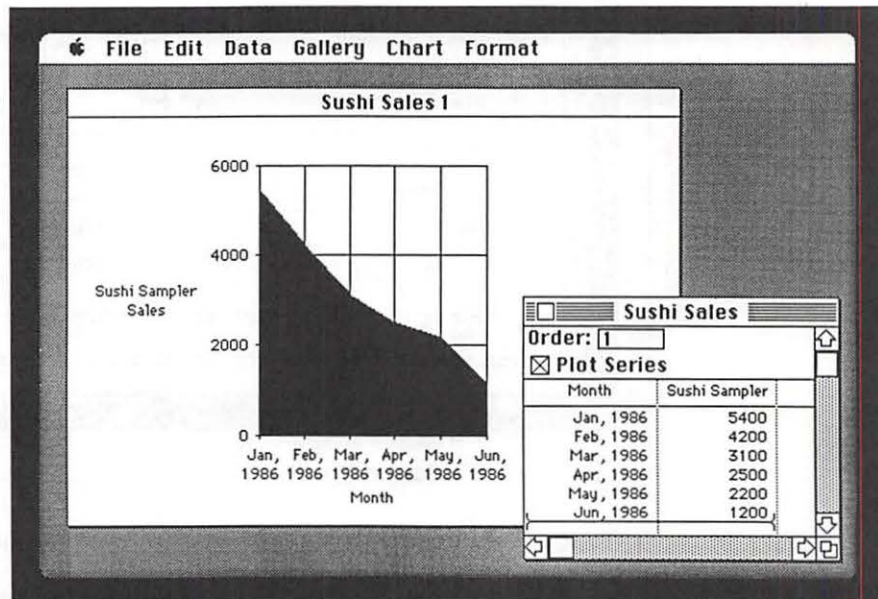 File Edit Data Gallery Chart Format
Sushi Sales 1
6000
4000
Sushi Sampler
Sales
2000
0
Jan, Feb, Mar, Apr, May, Jun,
1986 1986 1986 1986 1986 1986
Month
Sushi Sales
Order: 1
Plot Series
Month Sushi Sampler
Jan, 1986 5400
Feb, 1986 4200
Mar, 1986 3100
Apr, 1986 2500
May, 1986 2200
Jun, 1986 1200